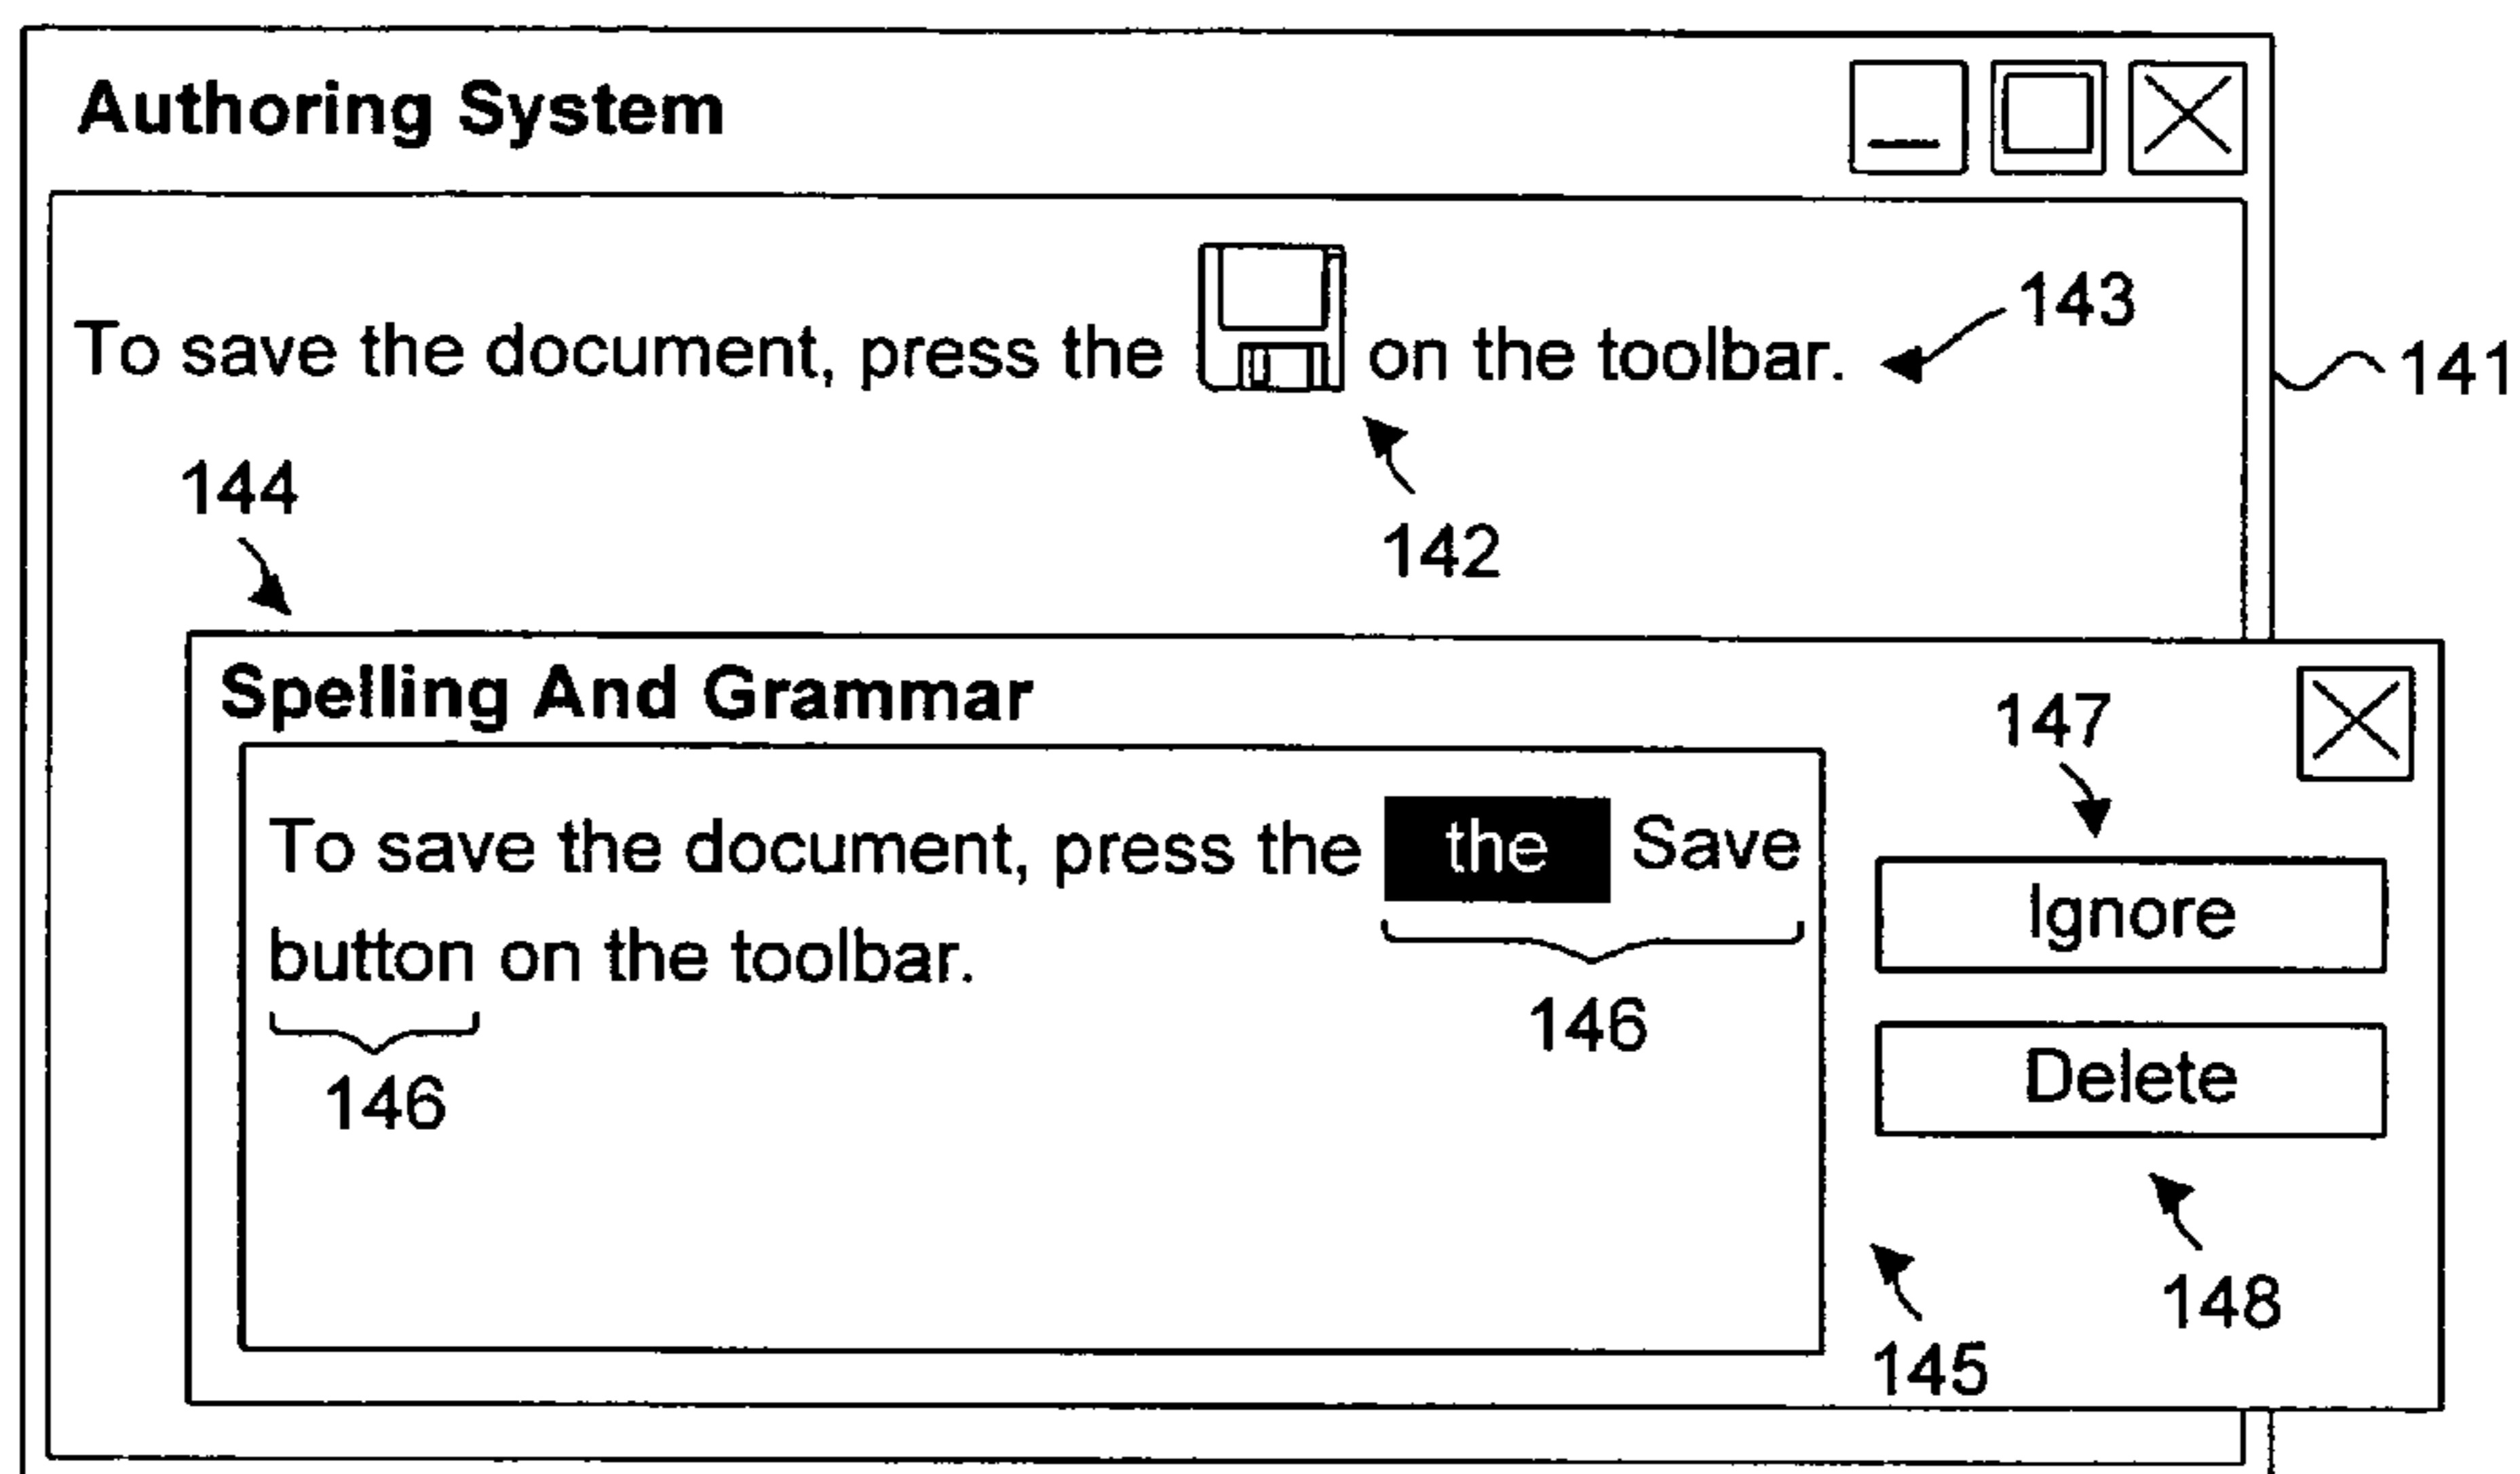 Authoring System
To save the document, press the on the toolbar.
143
141
144
142
Spelling And Grammar
147
To save the document, press the the Save
button on the toolbar.
Ignore
146
146
Delete
148
145